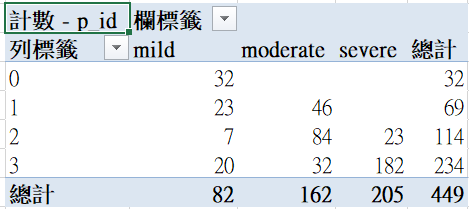 計數 - p_id 欄標籤
列標籤 mild moderate severe 總計
0 32 32
1 23 46 69
2 7 84 23 114
3 20 32 182 234
總計 82 162 205 449